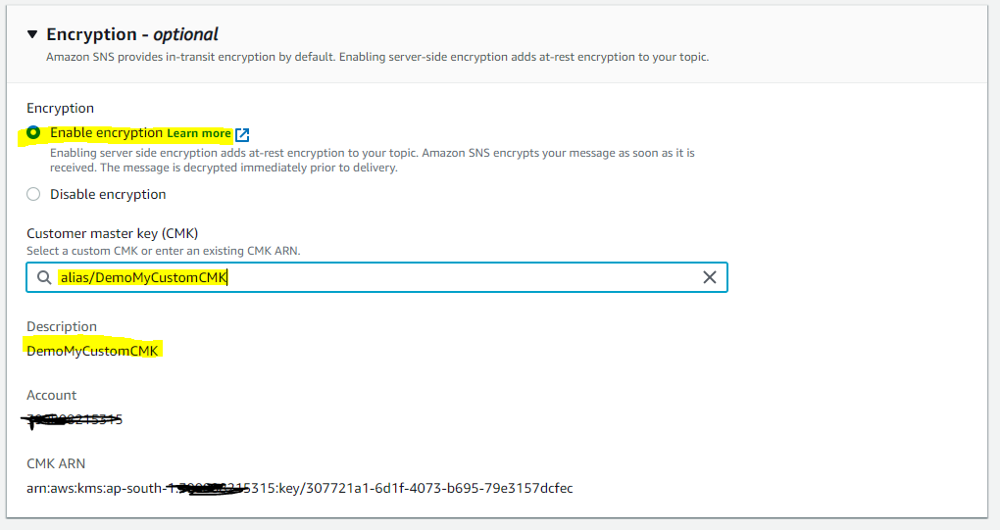 Encryption - optional
Amazon SNS provides in-transit encryption by default. Enabling server-side encryption adds at-rest encryption to your topic.
Encryption
Enable encryption Learn more
Enabling server side encryption adds at-rest encryption to your topic. Amazon SNS encrypts your message as soon as it is
received. The message is decrypted immediately prior to delivery.
Disable encryption
Customer master key (CMK)
Select a custom CMK or enter an existing CMK ARN.
alias/DemoMyCustomCMK
Description
DemoMyCustomCMK
Account
CMK ARN
arn:aws:kms:ap-south-1:key/307721a1-6d1f-4073-b695-79e3157dcfec